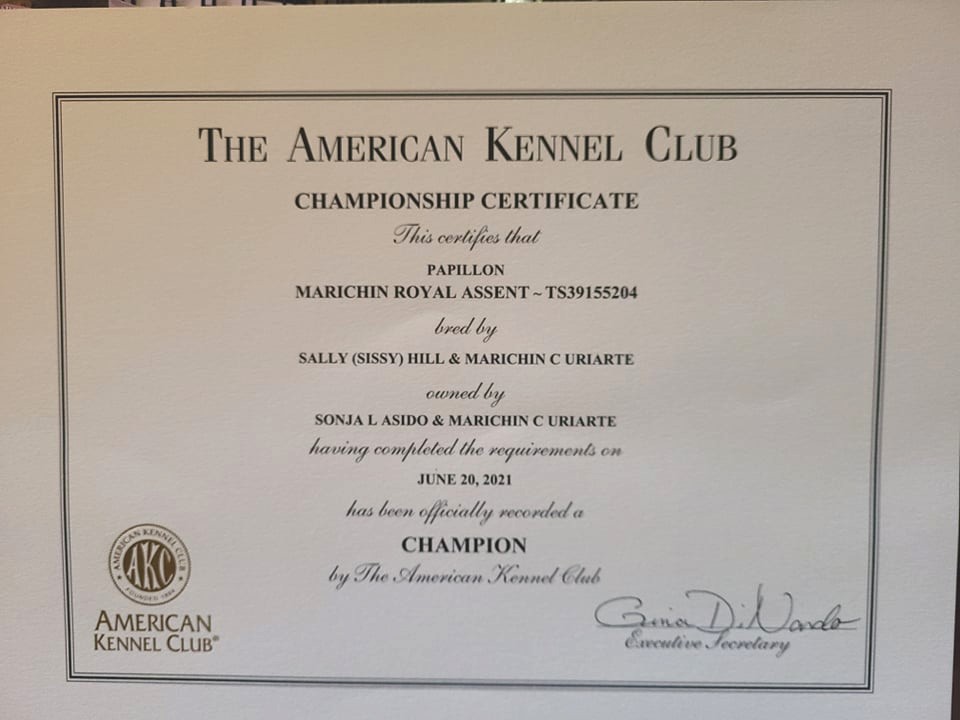 THE AMERICAN KENNEL CLUB
CHAMPIONSHIP CERTIFICATE
This certifies that
PAPILLON
MARICHIN ROYAL ASSENT ~ TS39155204
bred by
SALLY (SISSY) HILL & MARICHIN C URIARTE
owned by
SONJA L ASIDO & MARICHIN C URIARTE
having completed the requirements on
JUNE 20, 2021
has been officially recorded a
CHAMPION
by The American Kennel Club
AMERICAN KENNEL CLUB
AKC
FOUNDED 1884
AMERICAN
KENNEL CLUB®
Gina DiNardo
Executive Secretary